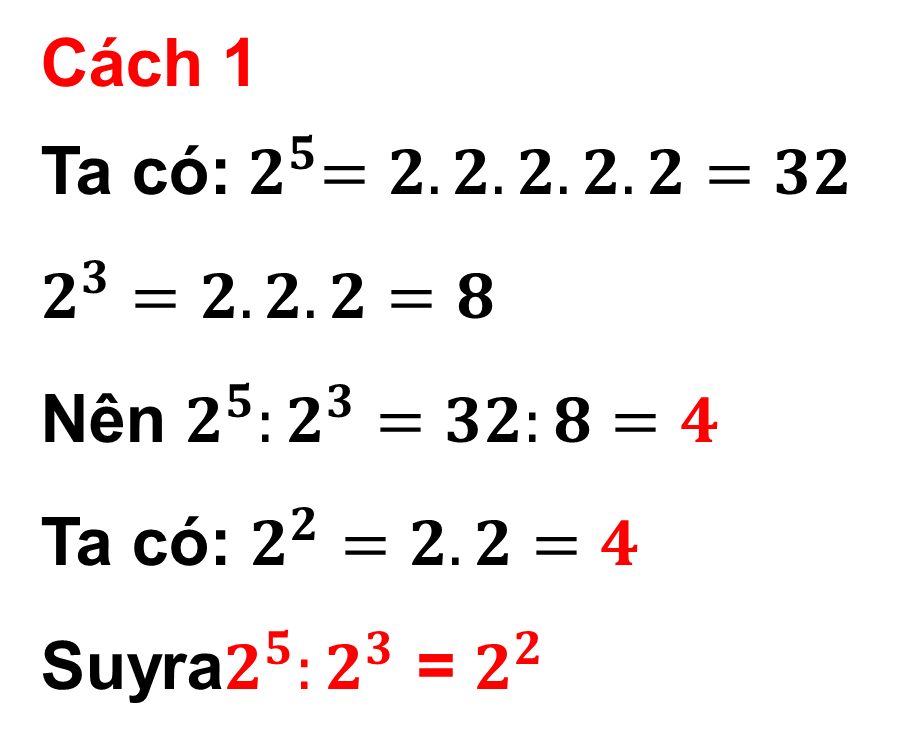 Cách 1
Ta có: 2⁵= 2. 2. 2. 2. 2 = 32
2³ = 2. 2. 2 = 8
Nên 2⁵: 2³ = 32: 8 = 4
Ta có: 2² = 2. 2 = 4
Suyra2⁵: 2³ = 2²